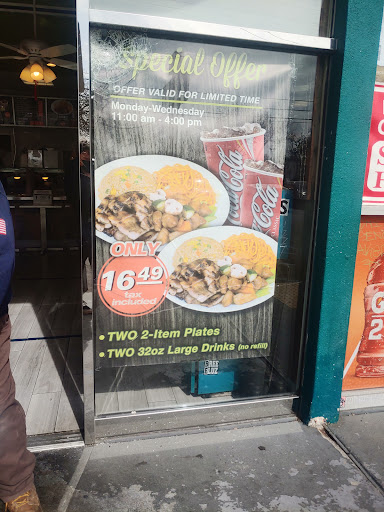 Special Offer
OFFER VALID FOR LIMITED TIME
Monday-Wednesday
11:00 am - 4:00 pm
Coca-Cola
Coca-Cola
ONLY
16.49
tax
included
• TWO 2-Item Plates
• TWO 32oz Large Drinks (no refill)